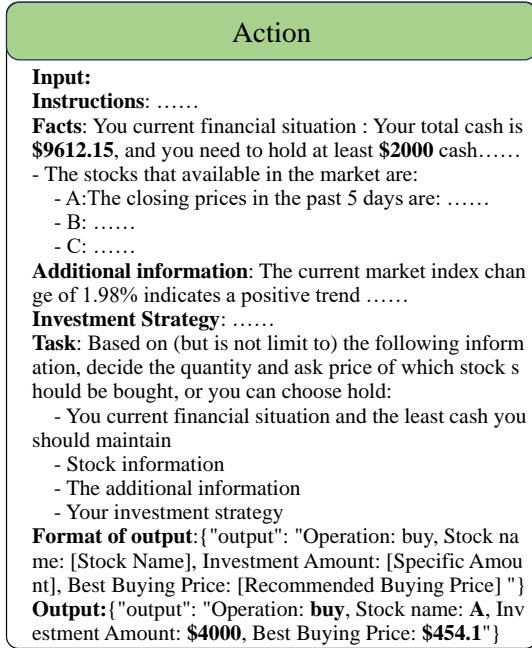 Action
Input:
Instructions: ……
Facts: You current financial situation : Your total cash is
$9612.15, and you need to hold at least $2000 cash……
- The stocks that available in the market are:
- A:The closing prices in the past 5 days are: ……
- B: ……
- C: ……
Additional information: The current market index chan
ge of 1.98% indicates a positive trend ……
Investment Strategy: ……
Task: Based on (but is not limit to) the following inform
ation, decide the quantity and ask price of which stock s
hould be bought, or you can choose hold:
- You current financial situation and the least cash you
should maintain
- Stock information
- The additional information
- Your investment strategy
Format of output:{"output": "Operation: buy, Stock na
me: [Stock Name], Investment Amount: [Specific Amou
nt], Best Buying Price: [Recommended Buying Price] "}
Output:{"output": "Operation: buy, Stock name: A, Inv
estment Amount: $4000, Best Buying Price: $454.1"}